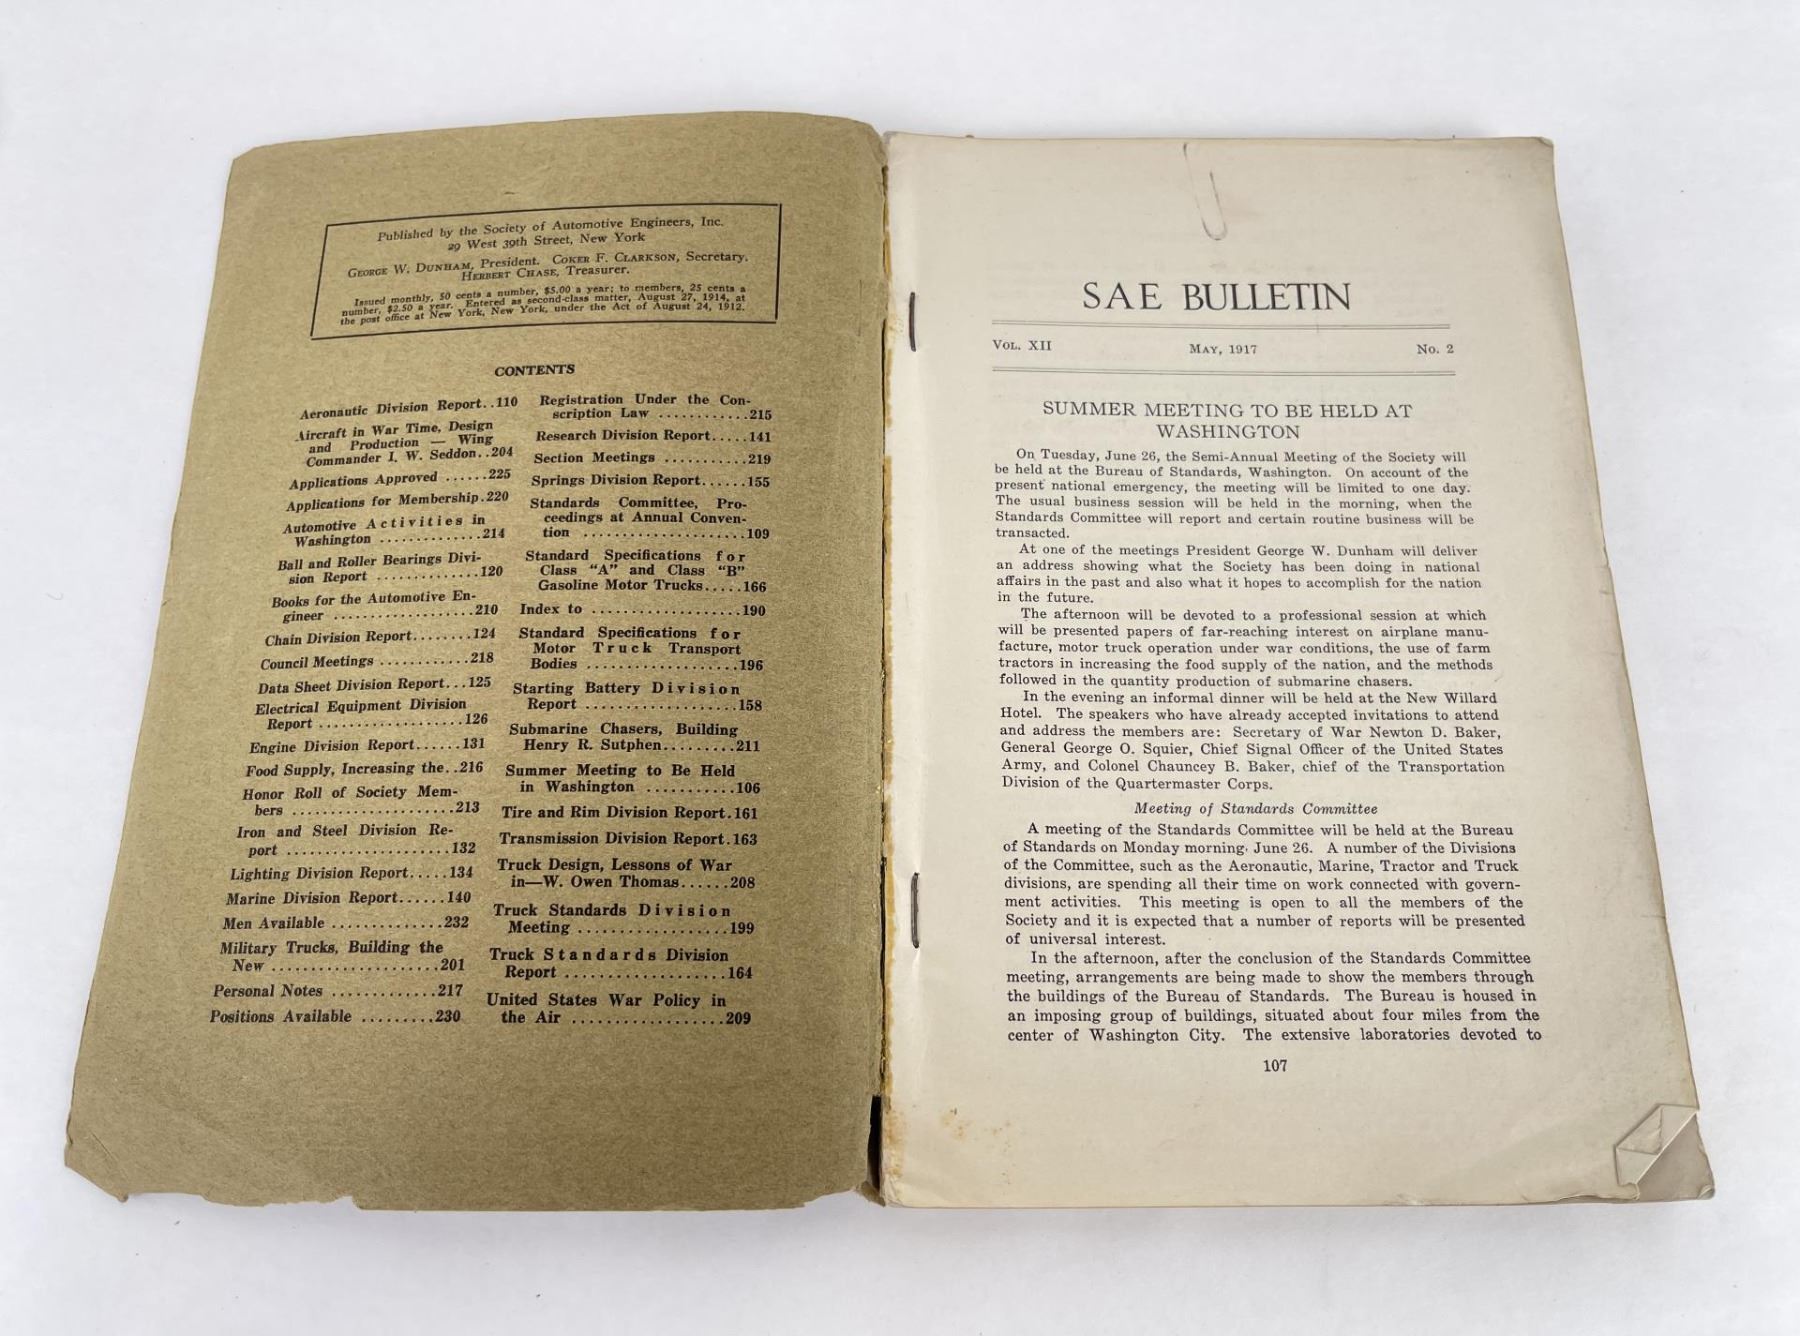 Published by the Society of Automotive Engineers, Inc.
29 West 39th Street, New York
GEORGE W. DUNHAM, President. COKER F. CLARKSON, Secretary.
HERBERT CHASE, Treasurer.
Issued monthly, 50 cents a number, $5.00 a year; to members, 25 cents a
number, $2.50 a year. Entered as second-class matter, August 27, 1914, at
the post office at New York, New York, under the Act of August 24, 1912.
CONTENTS
Aeronautic Division Report..110
Aircraft in War Time, Design
and Production — Wing
Commander I. W. Seddon..204
Applications Approved ......225
Applications for Membership.220
Automotive Activities in
Washington .............214
Ball and Roller Bearings Divi-
sion Report .............120
Books for the Automotive En-
gineer .................210
Chain Division Report........124
Council Meetings ...........218
Data Sheet Division Report...125
Electrical Equipment Division
Report ..................126
Engine Division Report......131
Food Supply, Increasing the..216
Honor Roll of Society Mem-
bers ....................213
Iron and Steel Division Re-
port ....................132
Lighting Division Report.....134
Marine Division Report......140
Men Available ..............232
Military Trucks, Building the
New .....................201
Personal Notes .............217
Positions Available .........230
Registration Under the Con-
scription Law ............215
Research Division Report.....141
Section Meetings ...........219
Springs Division Report......155
Standards Committee, Pro-
ceedings at Annual Conven-
tion ....................109
Standard Specifications for
Class "A" and Class "B"
Gasoline Motor Trucks.....166
Index to ..................190
Standard Specifications for
Motor Truck Transport
Bodies ...................196
Starting Battery Division
Report ...................158
Submarine Chasers, Building
Henry R. Sutphen.........211
Summer Meeting to Be Held
in Washington ...........106
Tire and Rim Division Report.161
Transmission Division Report.163
Truck Design, Lessons of War
in—W. Owen Thomas......208
Truck Standards Division
Meeting ..................199
Truck Standards Division
Report ...................164
United States War Policy in
the Air ...................209
SAE BULLETIN
VOL. XII MAY, 1917 No. 2
SUMMER MEETING TO BE HELD AT
WASHINGTON
On Tuesday, June 26, the Semi-Annual Meeting of the Society will
be held at the Bureau of Standards, Washington. On account of the
present national emergency, the meeting will be limited to one day.
The usual business session will be held in the morning, when the
Standards Committee will report and certain routine business will be
transacted.
At one of the meetings President George W. Dunham will deliver
an address showing what the Society has been doing in national
affairs in the past and also what it hopes to accomplish for the nation
in the future.
The afternoon will be devoted to a professional session at which
will be presented papers of far-reaching interest on airplane manu-
facture, motor truck operation under war conditions, the use of farm
tractors in increasing the food supply of the nation, and the methods
followed in the quantity production of submarine chasers.
In the evening an informal dinner will be held at the New Willard
Hotel. The speakers who have already accepted invitations to attend
and address the members are: Secretary of War Newton D. Baker,
General George O. Squier, Chief Signal Officer of the United States
Army, and Colonel Chauncey B. Baker, chief of the Transportation
Division of the Quartermaster Corps.
Meeting of Standards Committee
A meeting of the Standards Committee will be held at the Bureau
of Standards on Monday morning, June 26. A number of the Divisions
of the Committee, such as the Aeronautic, Marine, Tractor and Truck
divisions, are spending all their time on work connected with govern-
ment activities. This meeting is open to all the members of the
Society and it is expected that a number of reports will be presented
of universal interest.
In the afternoon, after the conclusion of the Standards Committee
meeting, arrangements are being made to show the members through
the buildings of the Bureau of Standards. The Bureau is housed in
an imposing group of buildings, situated about four miles from the
center of Washington City. The extensive laboratories devoted to
107